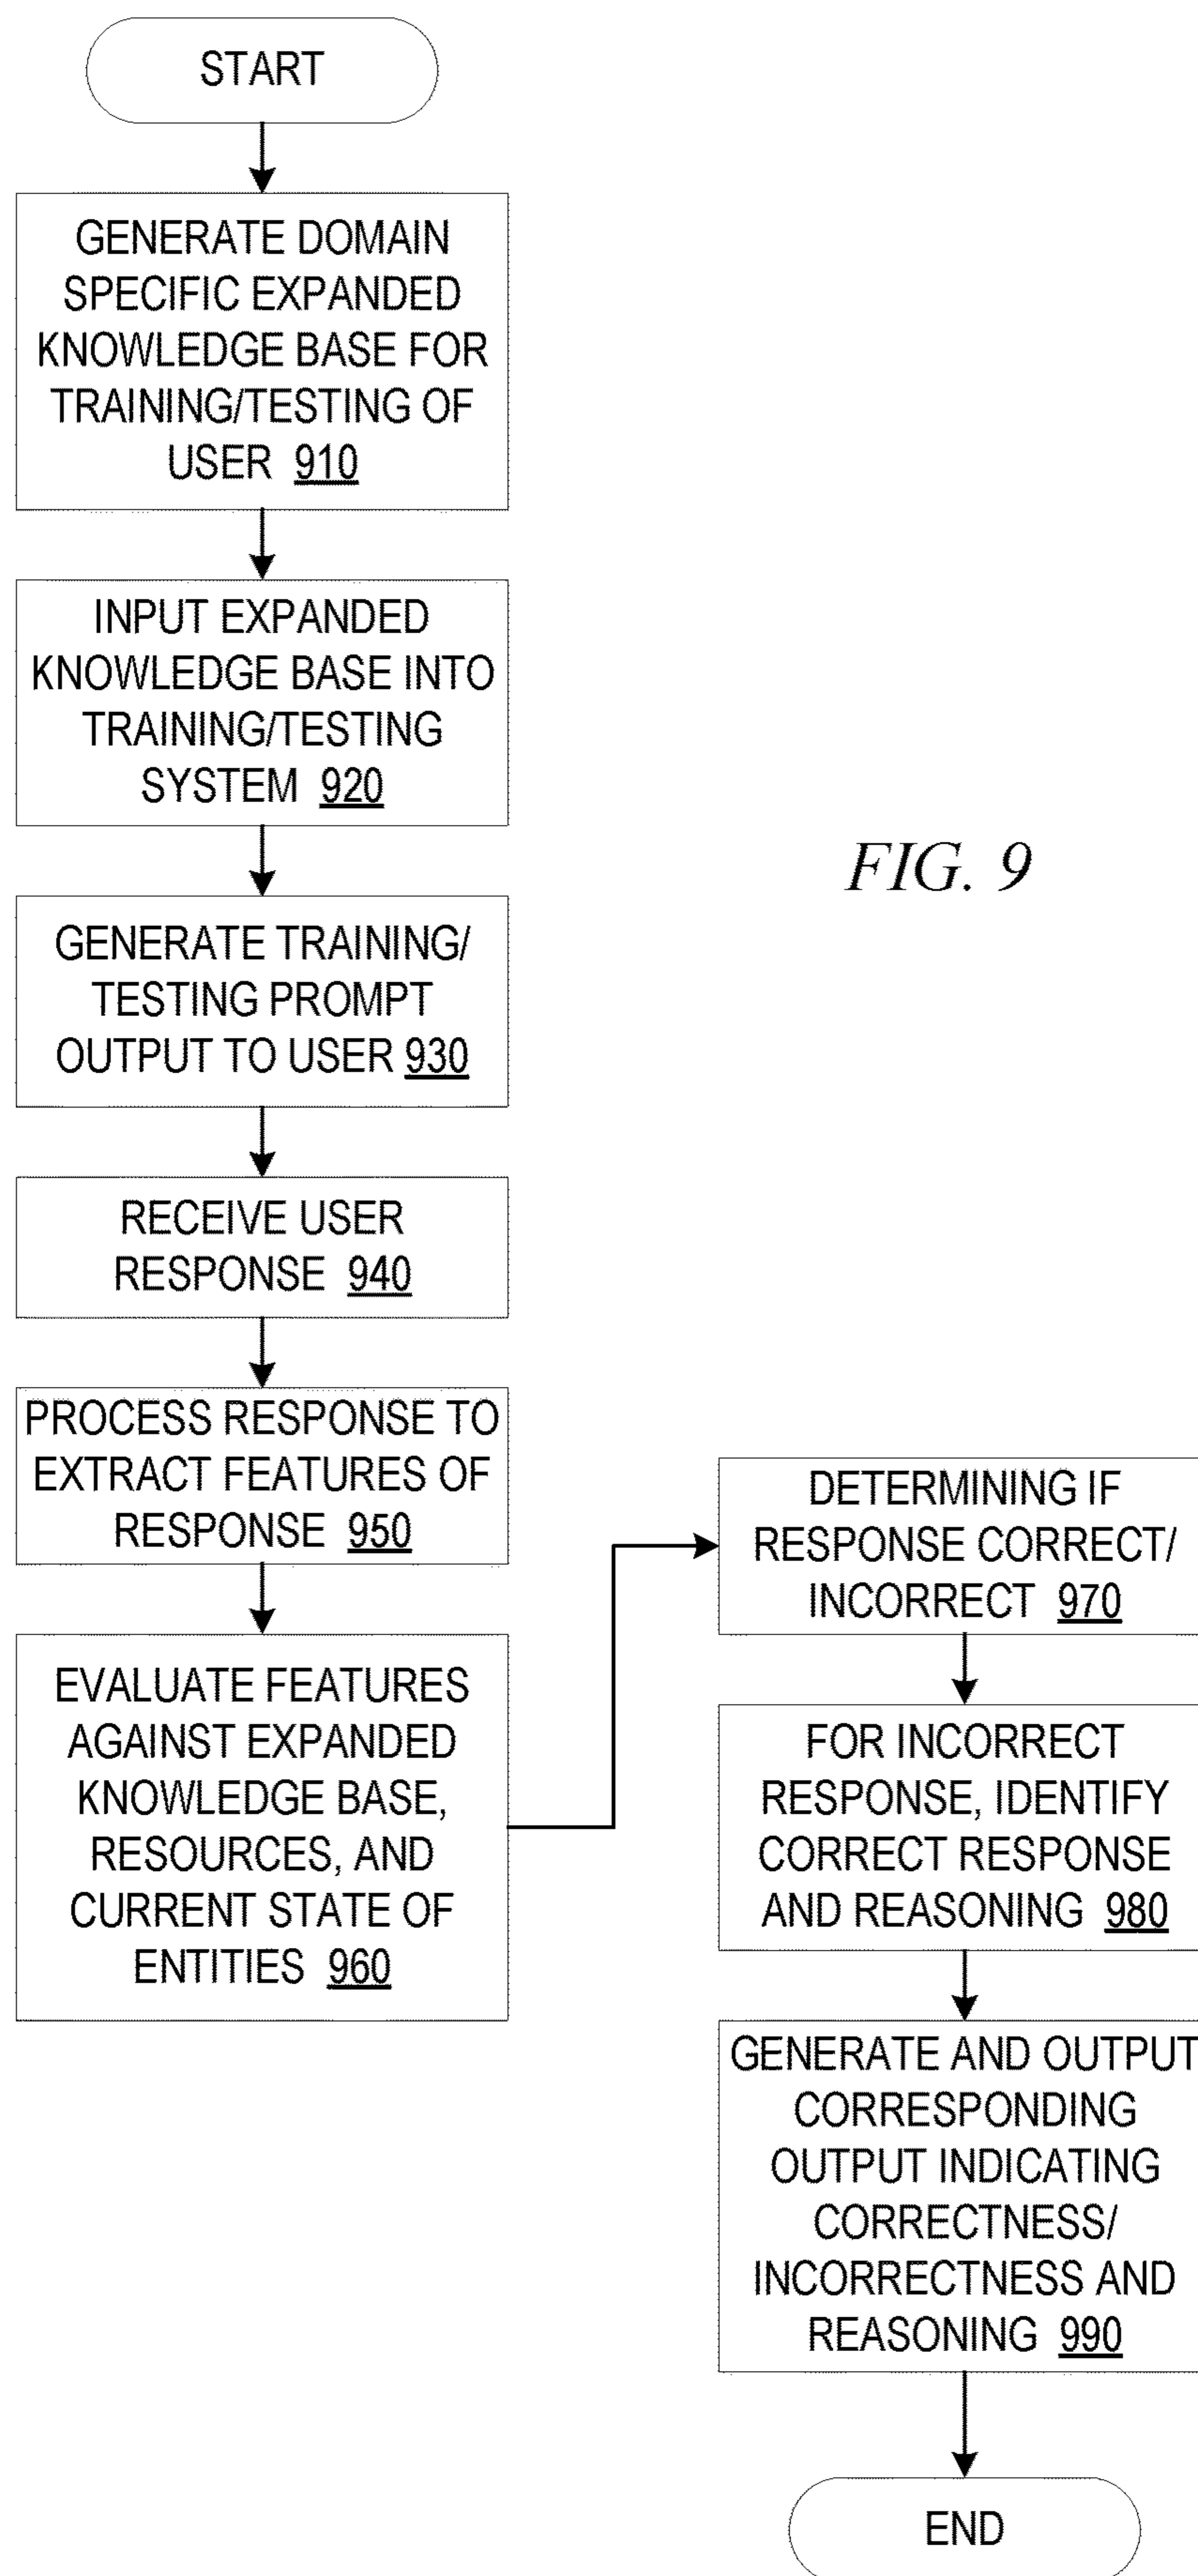 START
GENERATE DOMAIN
SPECIFIC EXPANDED
KNOWLEDGE BASE FOR
TRAINING/TESTING OF
USER 910
INPUT EXPANDED
KNOWLEDGE BASE INTO
TRAINING/TESTING
SYSTEM 920
GENERATE TRAINING/
TESTING PROMPT
OUTPUT TO USER 930
RECEIVE USER
RESPONSE 940
PROCESS RESPONSE TO
EXTRACT FEATURES OF
RESPONSE 950
EVALUATE FEATURES
AGAINST EXPANDED
KNOWLEDGE BASE,
RESOURCES, AND
CURRENT STATE OF
ENTITIES 960
DETERMINING IF
RESPONSE CORRECT/
INCORRECT 970
FOR INCORRECT
RESPONSE, IDENTIFY
CORRECT RESPONSE
AND REASONING 980
GENERATE AND OUTPUT
CORRESPONDING
OUTPUT INDICATING
CORRECTNESS/
INCORRECTNESS AND
REASONING 990
END
FIG. 9